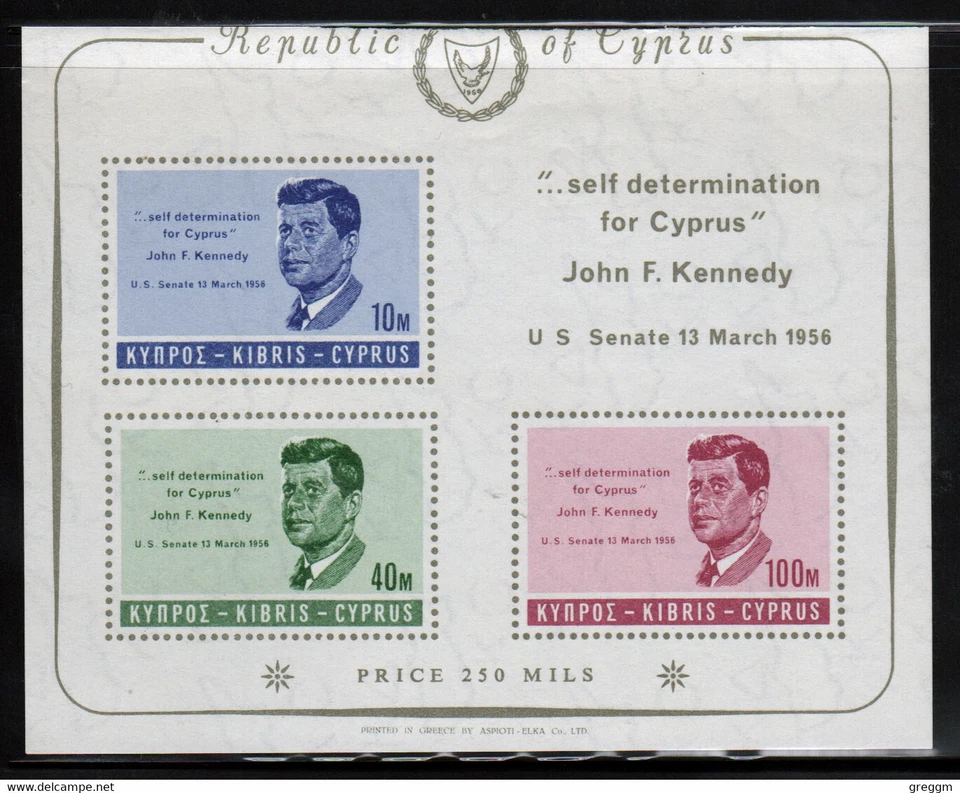 Republic of Cyprus
1960
"...self determination
for Cyprus"
John F. Kennedy
U.S. Senate 13 March 1956
10M
ΚΥΠΡΟΣ – KIBRIS – CYPRUS
"...self determination
for Cyprus"
John F. Kennedy
U S Senate 13 March 1956
"...self determination
for Cyprus"
John F. Kennedy
U.S. Senate 13 March 1956
40M
ΚΥΠΡΟΣ – KIBRIS – CYPRUS
"...self determination
for Cyprus"
John F. Kennedy
U.S. Senate 13 March 1956
100M
ΚΥΠΡΟΣ – KIBRIS – CYPRUS
PRICE 250 MILS
PRINTED IN GREECE BY ASPIOTI-ELKA Co., LTD.
www.delcampe.net
greggm